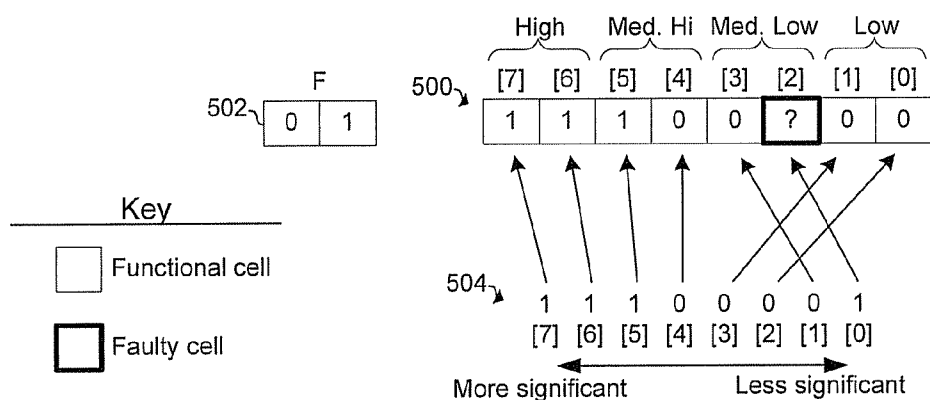 High Med. Hi Med. Low Low
F
[7] [6] [5] [4] [3] [2] [1] [0]
502 0 1 500 1 1 1 0 0 ? 0 0
Key
Functional cell
504 1 1 1 0 0 0 0 1
[7] [6] [5] [4] [3] [2] [1] [0]
Faulty cell
More significant Less significant